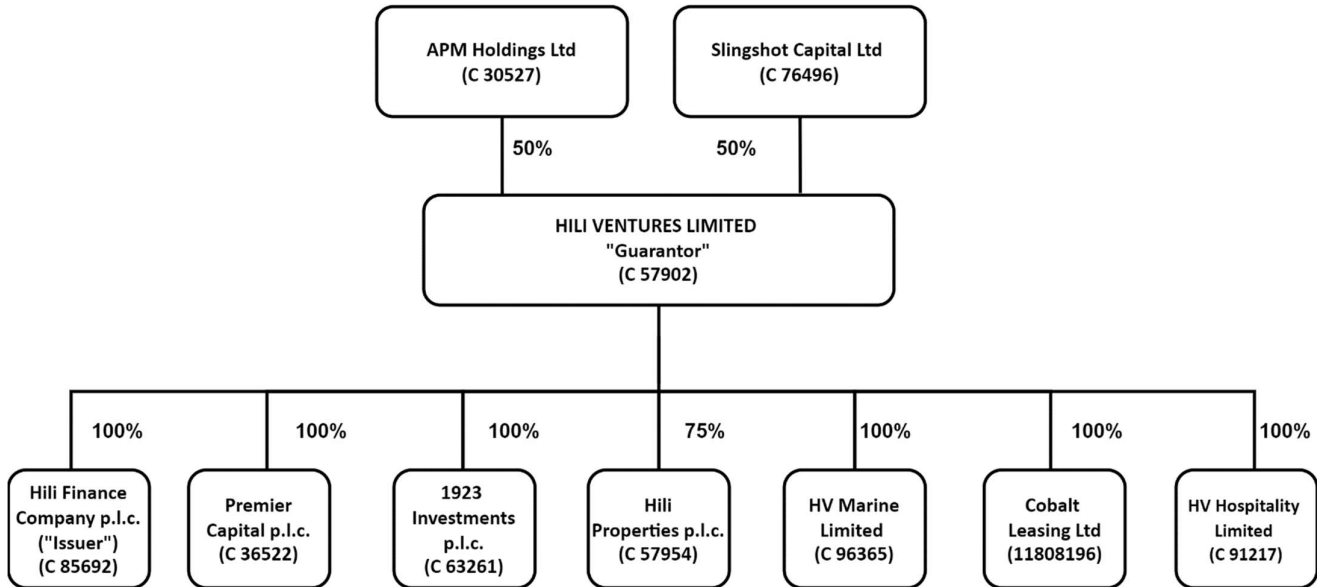 APM Holdings Ltd
(C 30527)
Slingshot Capital Ltd
(C 76496)
50%
50%
HILI VENTURES LIMITED
"Guarantor"
(C 57902)
100%
100%
100%
75%
100%
100%
100%
Hili Finance
Company p.l.c.
("Issuer")
(C 85692)
Premier
Capital p.l.c.
(C 36522)
1923
Investments
p.l.c.
(C 63261)
Hili
Properties p.l.c.
(C 57954)
HV Marine
Limited
(C 96365)
Cobalt
Leasing Ltd
(11808196)
HV Hospitality
Limited
(C 91217)